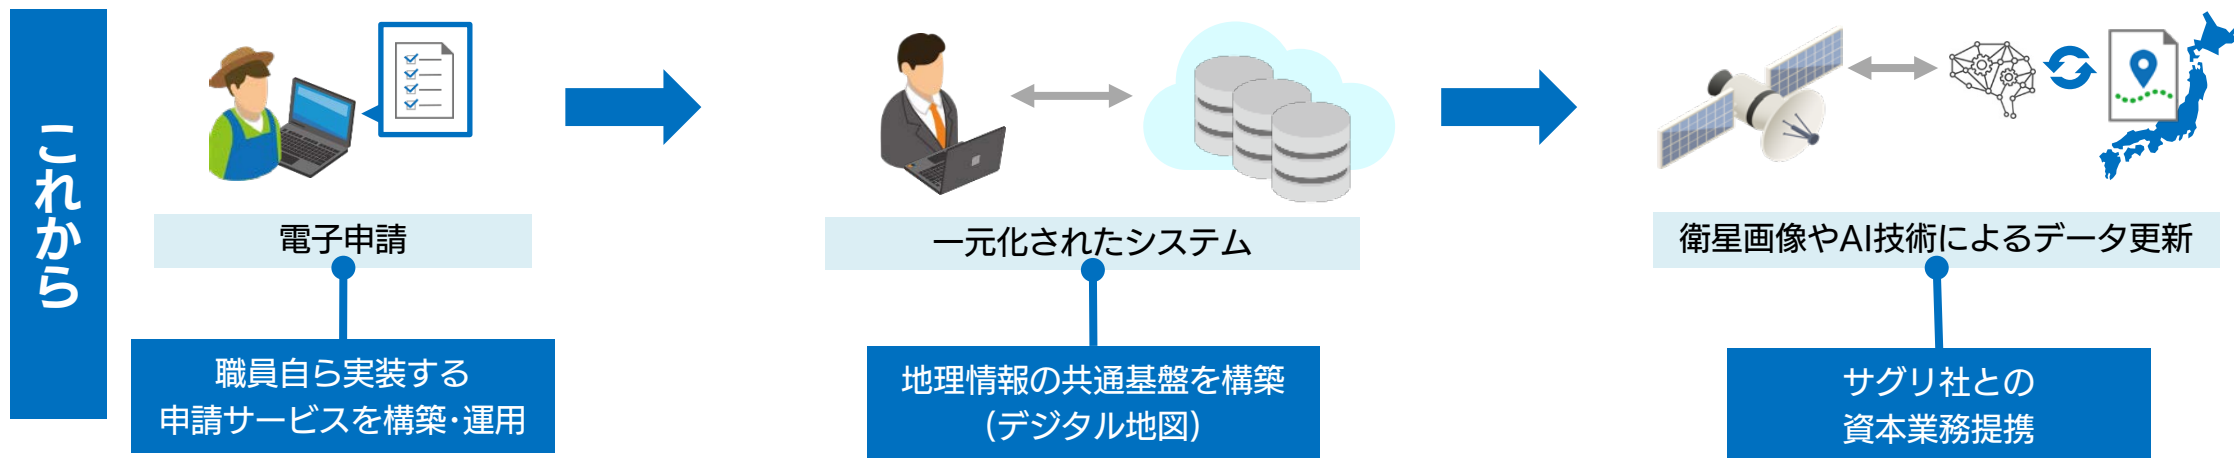 これから
電子申請
一元化されたシステム
衛星画像やAI技術によるデータ更新
職員自ら実装する
申請サービスを構築・運用
地理情報の共通基盤を構築
(デジタル地図)
サグリ社との
資本業務提携